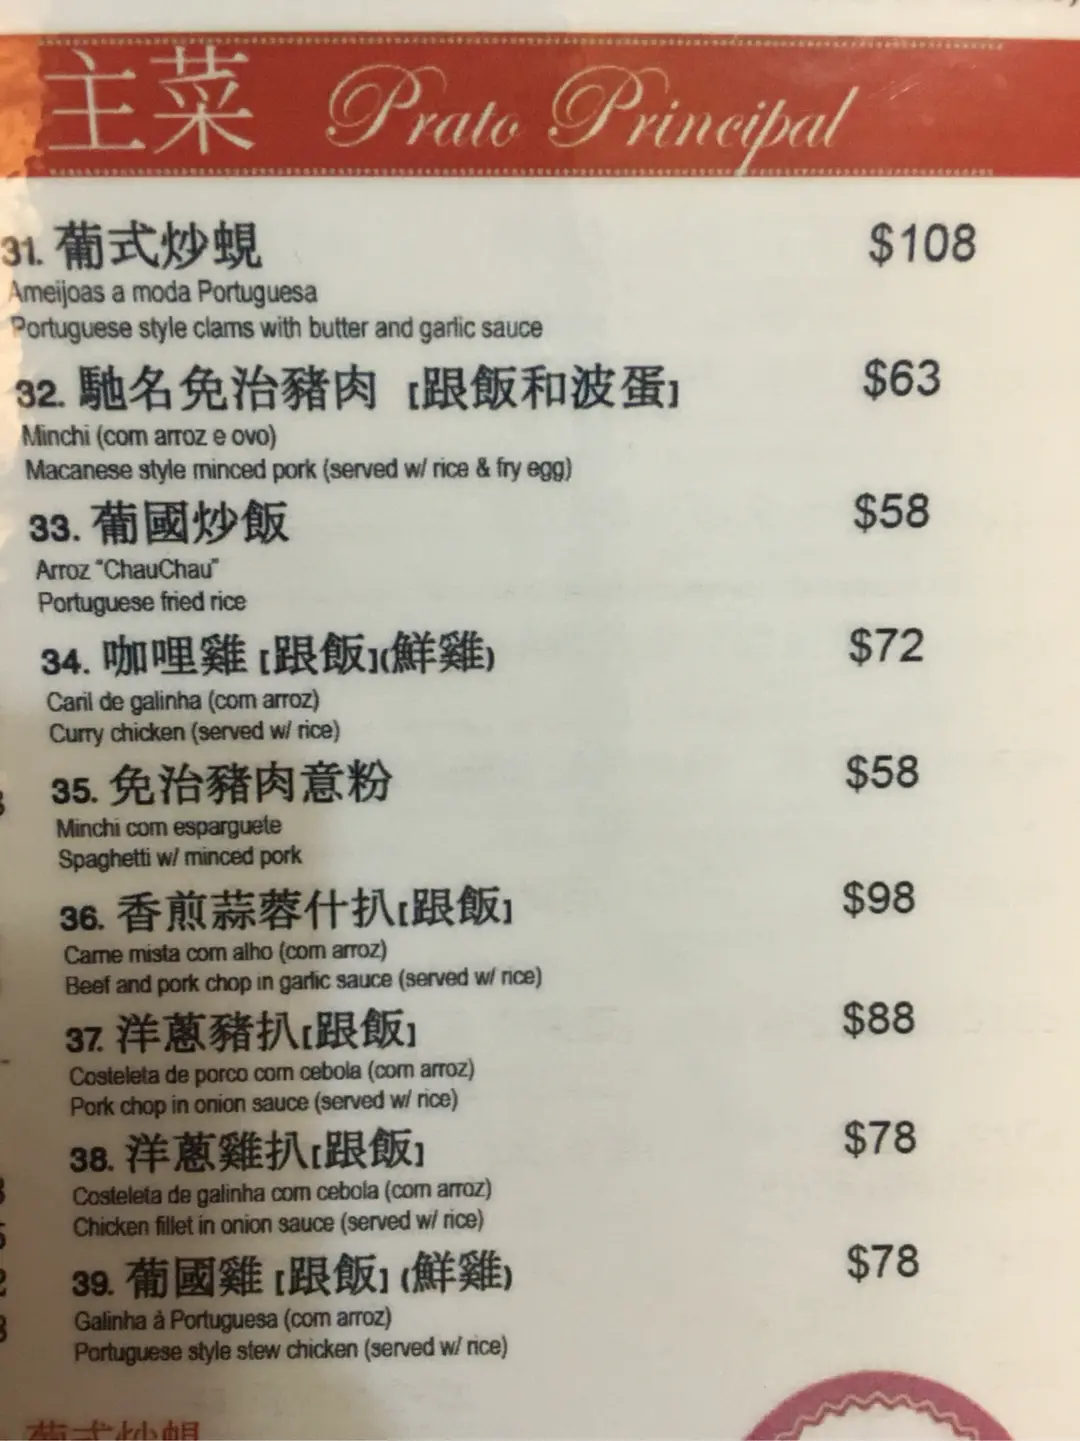 主菜 Prato Principal
31. 葡式炒蜆 $108
Ameijoas a moda Portuguesa
Portuguese style clams with butter and garlic sauce
32. 馳名免治豬肉 [跟飯和波蛋] $63
Minchi (com arroz e ovo)
Macanese style minced pork (served w/ rice & fry egg)
33. 葡國炒飯 $58
Arroz "ChauChau"
Portuguese fried rice
34. 咖哩雞 [跟飯](鮮雞) $72
Caril de galinha (com arroz)
Curry chicken (served w/ rice)
35. 免治豬肉意粉 $58
Minchi com esparguete
Spaghetti w/ minced pork
36. 香煎蒜蓉什扒[跟飯] $98
Carne mista com alho (com arroz)
Beef and pork chop in garlic sauce (served w/ rice)
37. 洋蔥豬扒[跟飯] $88
Costeleta de porco com cebola (com arroz)
Pork chop in onion sauce (served w/ rice)
38. 洋蔥雞扒[跟飯] $78
Costeleta de galinha com cebola (com arroz)
Chicken fillet in onion sauce (served w/ rice)
39. 葡國雞 [跟飯] (鮮雞) $78
Galinha á Portuguesa (com arroz)
Portuguese style stew chicken (served w/ rice)
葡式炒蜆